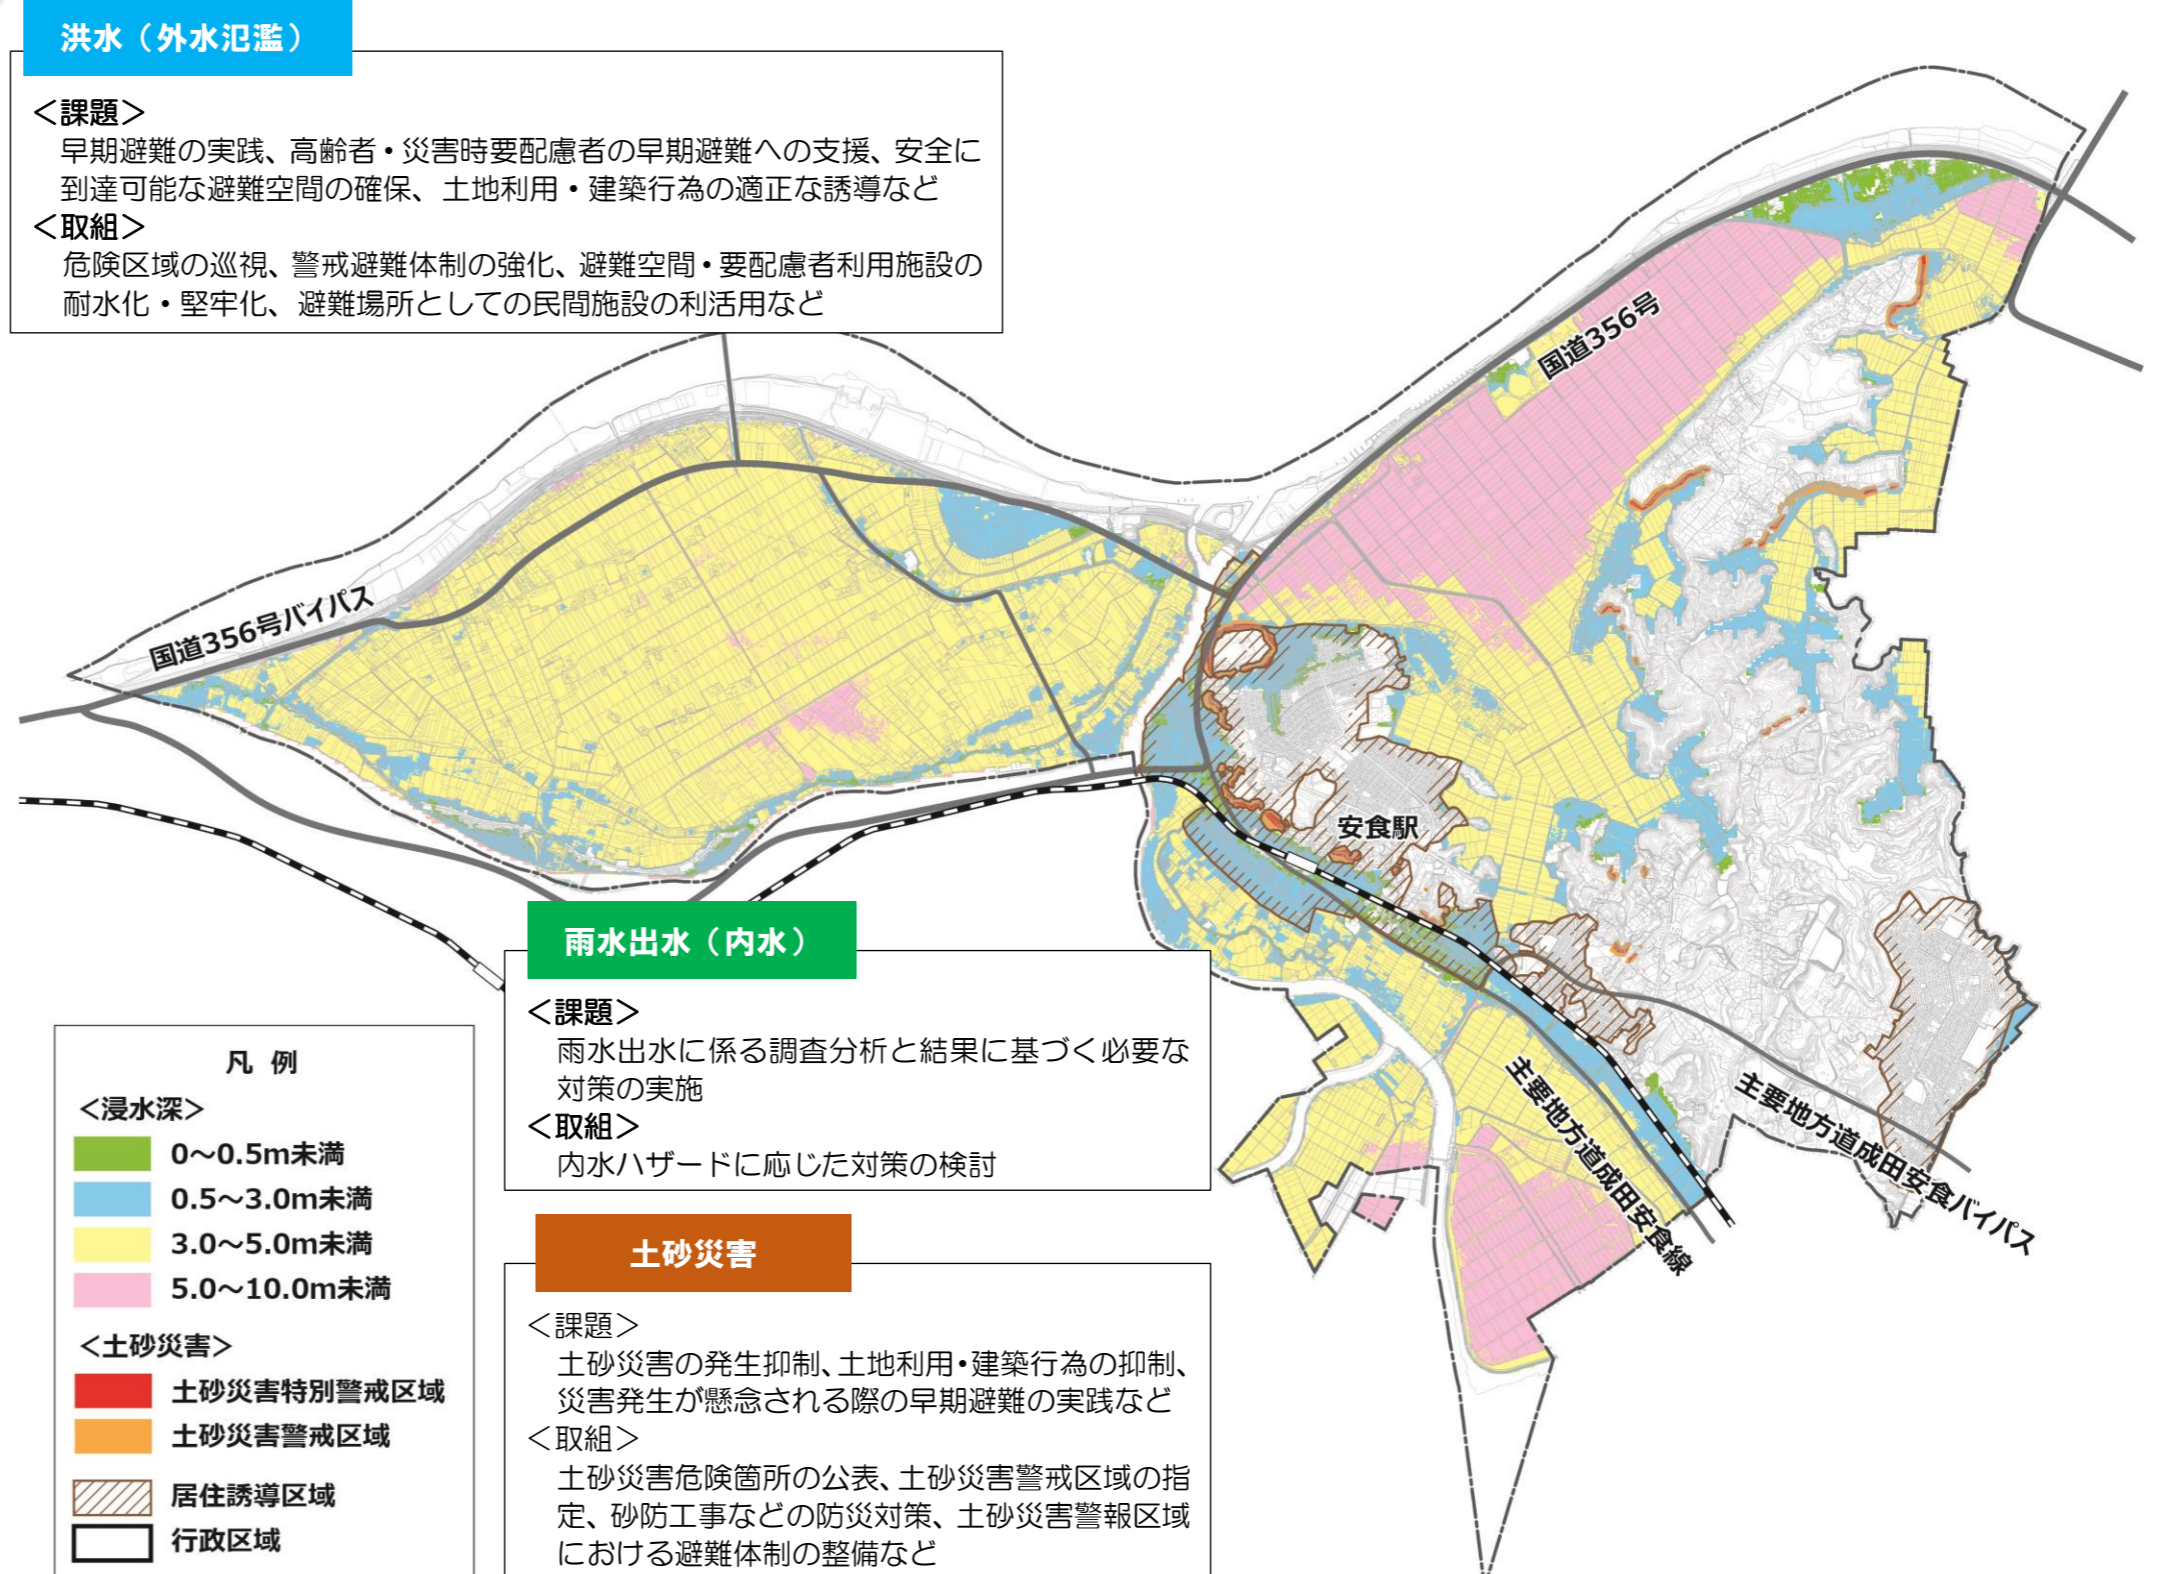 洪水（外水氾濫）
＜課題＞
早期避難の実践、高齢者・災害時要配慮者の早期避難への支援、安全に
到達可能な避難空間の確保、土地利用・建築行為の適正な誘導など
＜取組＞
危険区域の巡視、警戒避難体制の強化、避難空間・要配慮者利用施設の
耐水化・堅牢化、避難場所としての民間施設の利活用など
国道356号
国道356号バイパス
安食駅
主要地方道成田安食線
主要地方道成田安食バイパス
雨水出水（内水）
＜課題＞
雨水出水に係る調査分析と結果に基づく必要な
対策の実施
＜取組＞
内水ハザードに応じた対策の検討
土砂災害
＜課題＞
土砂災害の発生抑制、土地利用・建築行為の抑制、
災害発生が懸念される際の早期避難の実践など
＜取組＞
土砂災害危険箇所の公表、土砂災害警戒区域の指
定、砂防工事などの防災対策、土砂災害警報区域
における避難体制の整備など
凡 例
＜浸水深＞
0～0.5m未満
0.5～3.0m未満
3.0～5.0m未満
5.0～10.0m未満
＜土砂災害＞
土砂災害特別警戒区域
土砂災害警戒区域
居住誘導区域
行政区域